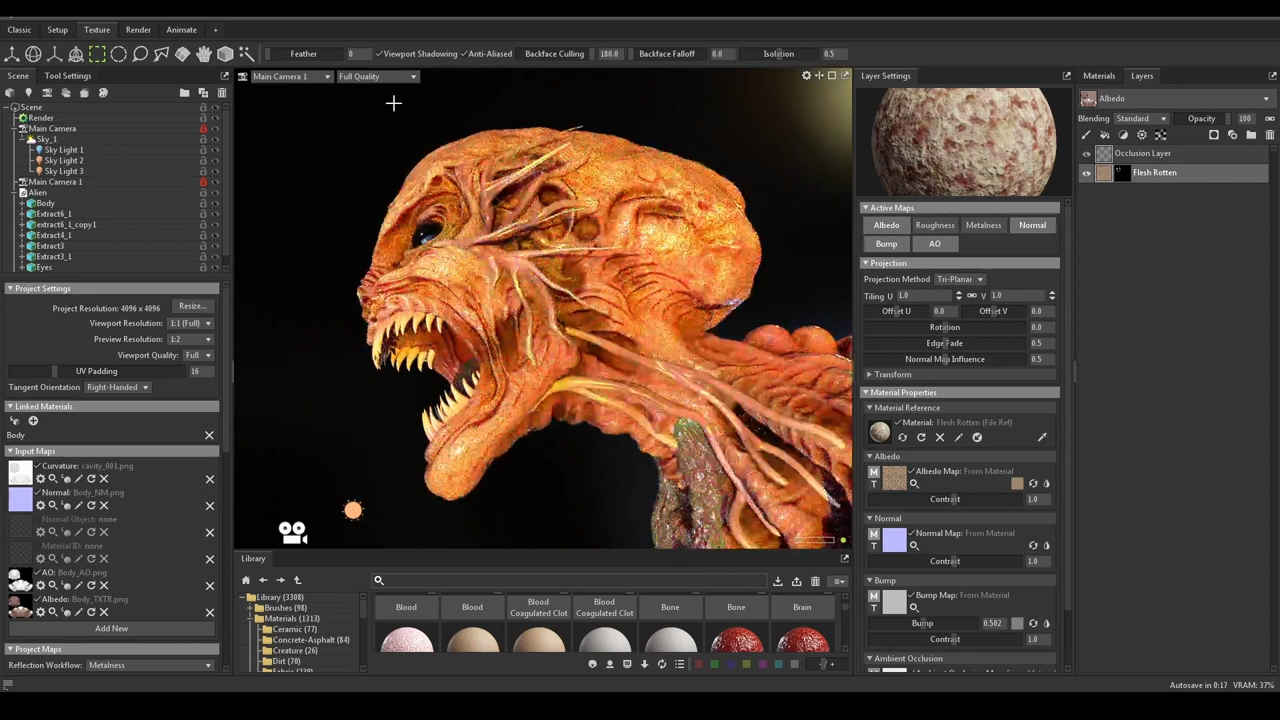 Classic Setup Texture Render Animate +
Feather 0 Viewport Shadowing Anti-Aliased Backface Culling 180.0 Backface Falloff 0.0 Isolation 0.5
Scene Tool Settings
Main Camera 1 Full Quality
Scene
Render
Main Camera
Sky_1
Sky Light 1
Sky Light 2
Sky Light 3
Main Camera 1
Alien
Body
Extract6_1
extract6_1_copy1
Extract4_1
Extract3
Extract3_1
Eyes
Project Settings
Project Resolution: 4096 x 4096 Resize...
Viewport Resolution: 1:1 (Full)
Preview Resolution: 1:2
Viewport Quality: Full
UV Padding 16
Tangent Orientation Right-Handed
Linked Materials
Body
Input Maps
Curvature: cavity_001.png
Normal: Body_NM.png
Normal Object: none
Material ID: none
AO: Body_AO.png
Albedo: Body_TXTR.png
Add New
Project Maps
Reflection Workflow: Metalness
Library
Library (3308)
Brushes (98)
Materials (1313)
Ceramic (77)
Concrete-Asphalt (84)
Creature (26)
Dirt (70)
Blood
Blood
Blood Coagulated Clot
Blood Coagulated Clot
Bone
Bone
Brain
Layer Settings
Active Maps
Albedo Roughness Metalness Normal
Bump AO
Projection
Projection Method Tri-Planar
Tiling U 1.0 V 1.0
Offset U 0.0 Offset V 0.0
Rotation 0.0
Edge Fade 0.5
Normal Map Influence 0.5
Transform
Material Properties
Material Reference
Material: Flesh Rotten (File Ref)
Albedo
M
T
Albedo Map: From Material
Contrast 1.0
Normal
M
T
Normal Map: From Material
Contrast 1.0
Bump
M
T
Bump Map: From Material
Bump 0.502
Contrast 1.0
Ambient Occlusion
Materials Layers
Albedo
Blending Standard Opacity 100
Occlusion Layer
Flesh Rotten
Autosave in 0:17 VRAM: 37%